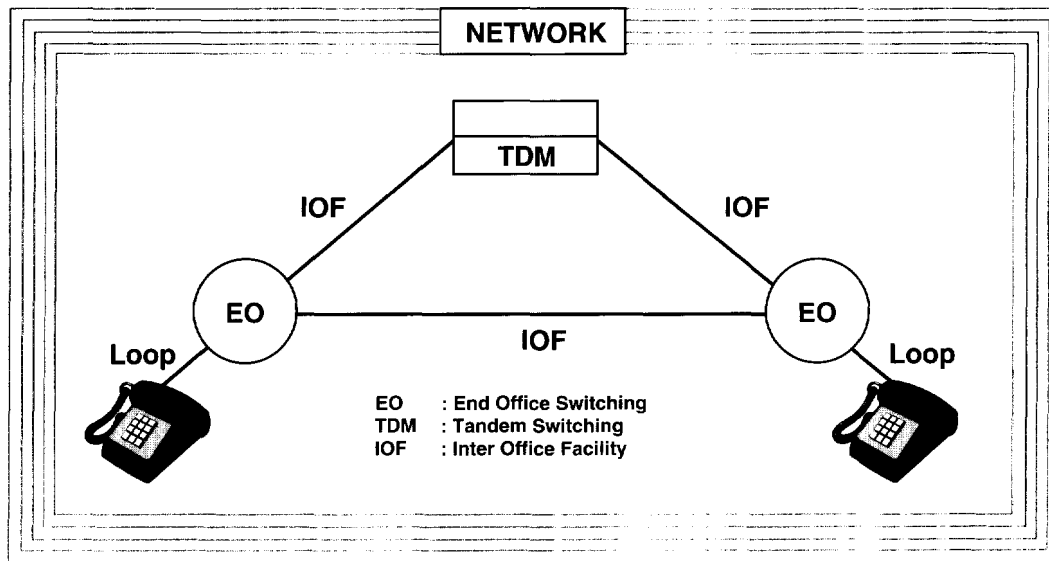 NETWORK
TDM
IOF
IOF
EO
EO
IOF
Loop
Loop
EO : End Office Switching
TDM : Tandem Switching
IOF : Inter Office Facility